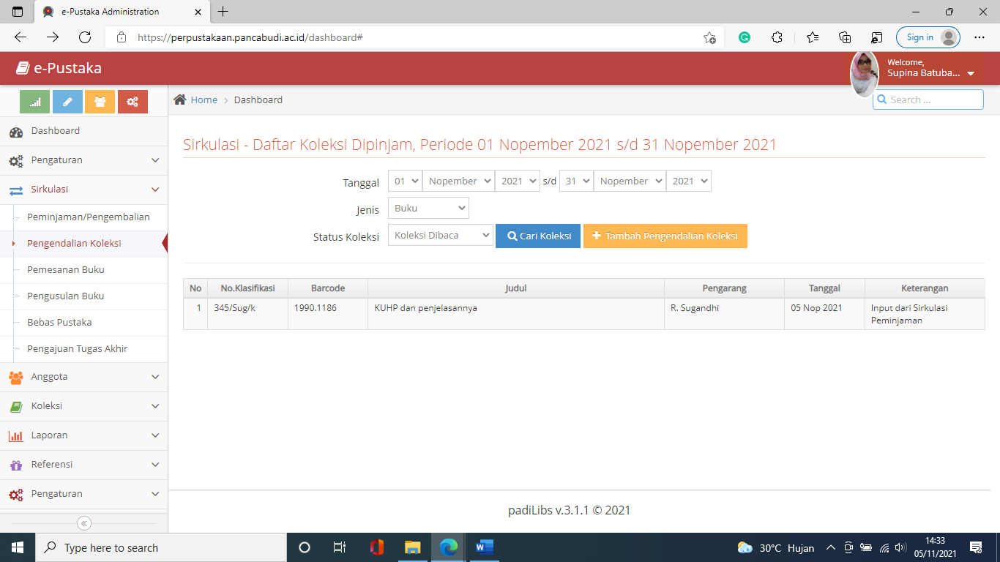 e-Pustaka Administration
https://perpustakaan.pancabudi.ac.id/dashboard#
Sign in
e-Pustaka
Welcome,
Supina Batuba...
Home > Dashboard
Search ...
Dashboard
Pengaturan
Sirkulasi
Peminjaman/Pengembalian
Pengendalian Koleksi
Pemesanan Buku
Pengusulan Buku
Bebas Pustaka
Pengajuan Tugas Akhir
Anggota
Koleksi
Laporan
Referensi
Pengaturan
Sirkulasi - Daftar Koleksi Dipinjam, Periode 01 Nopember 2021 s/d 31 Nopember 2021
Tanggal 01 Nopember 2021 s/d 31 Nopember 2021
Jenis Buku
Status Koleksi Koleksi Dibaca Cari Koleksi Tambah Pengendalian Koleksi
No No.Klasifikasi Barcode Judul Pengarang Tanggal Keterangan
1 345/Sug/k 1990.1186 KUHP dan penjelasannya R. Sugandhi 05 Nop 2021 Input dari Sirkulasi
Peminjaman
padiLibs v.3.1.1 © 2021
Type here to search
30°C Hujan
14:33
05/11/2021